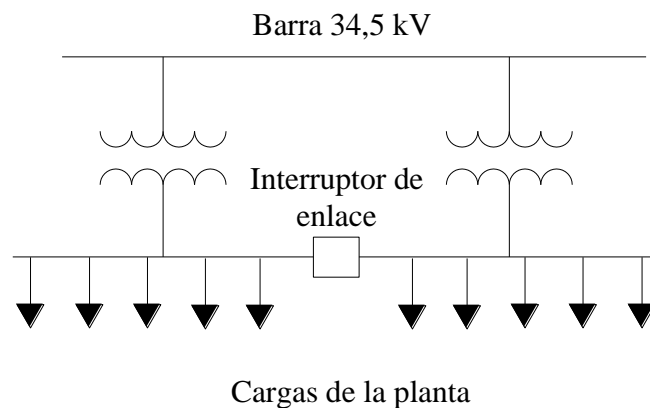 Barra 34,5 kV
Interruptor de
enlace
Cargas de la planta